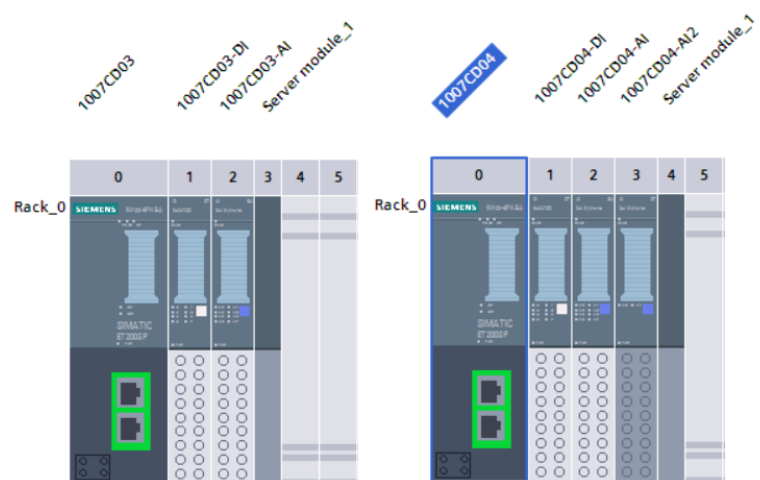 1007CD03
1007CD03-DI
1007CD03-AI
Server module_1
0 1 2 3 4 5
Rack_0
SIEMENS
SIMATIC
ET 200SP
1007CD04
1007CD04-DI
1007CD04-AI
1007CD04-AI2
Server module_1
0 1 2 3 4 5
Rack_0
SIEMENS
SIMATIC
ET 200SP